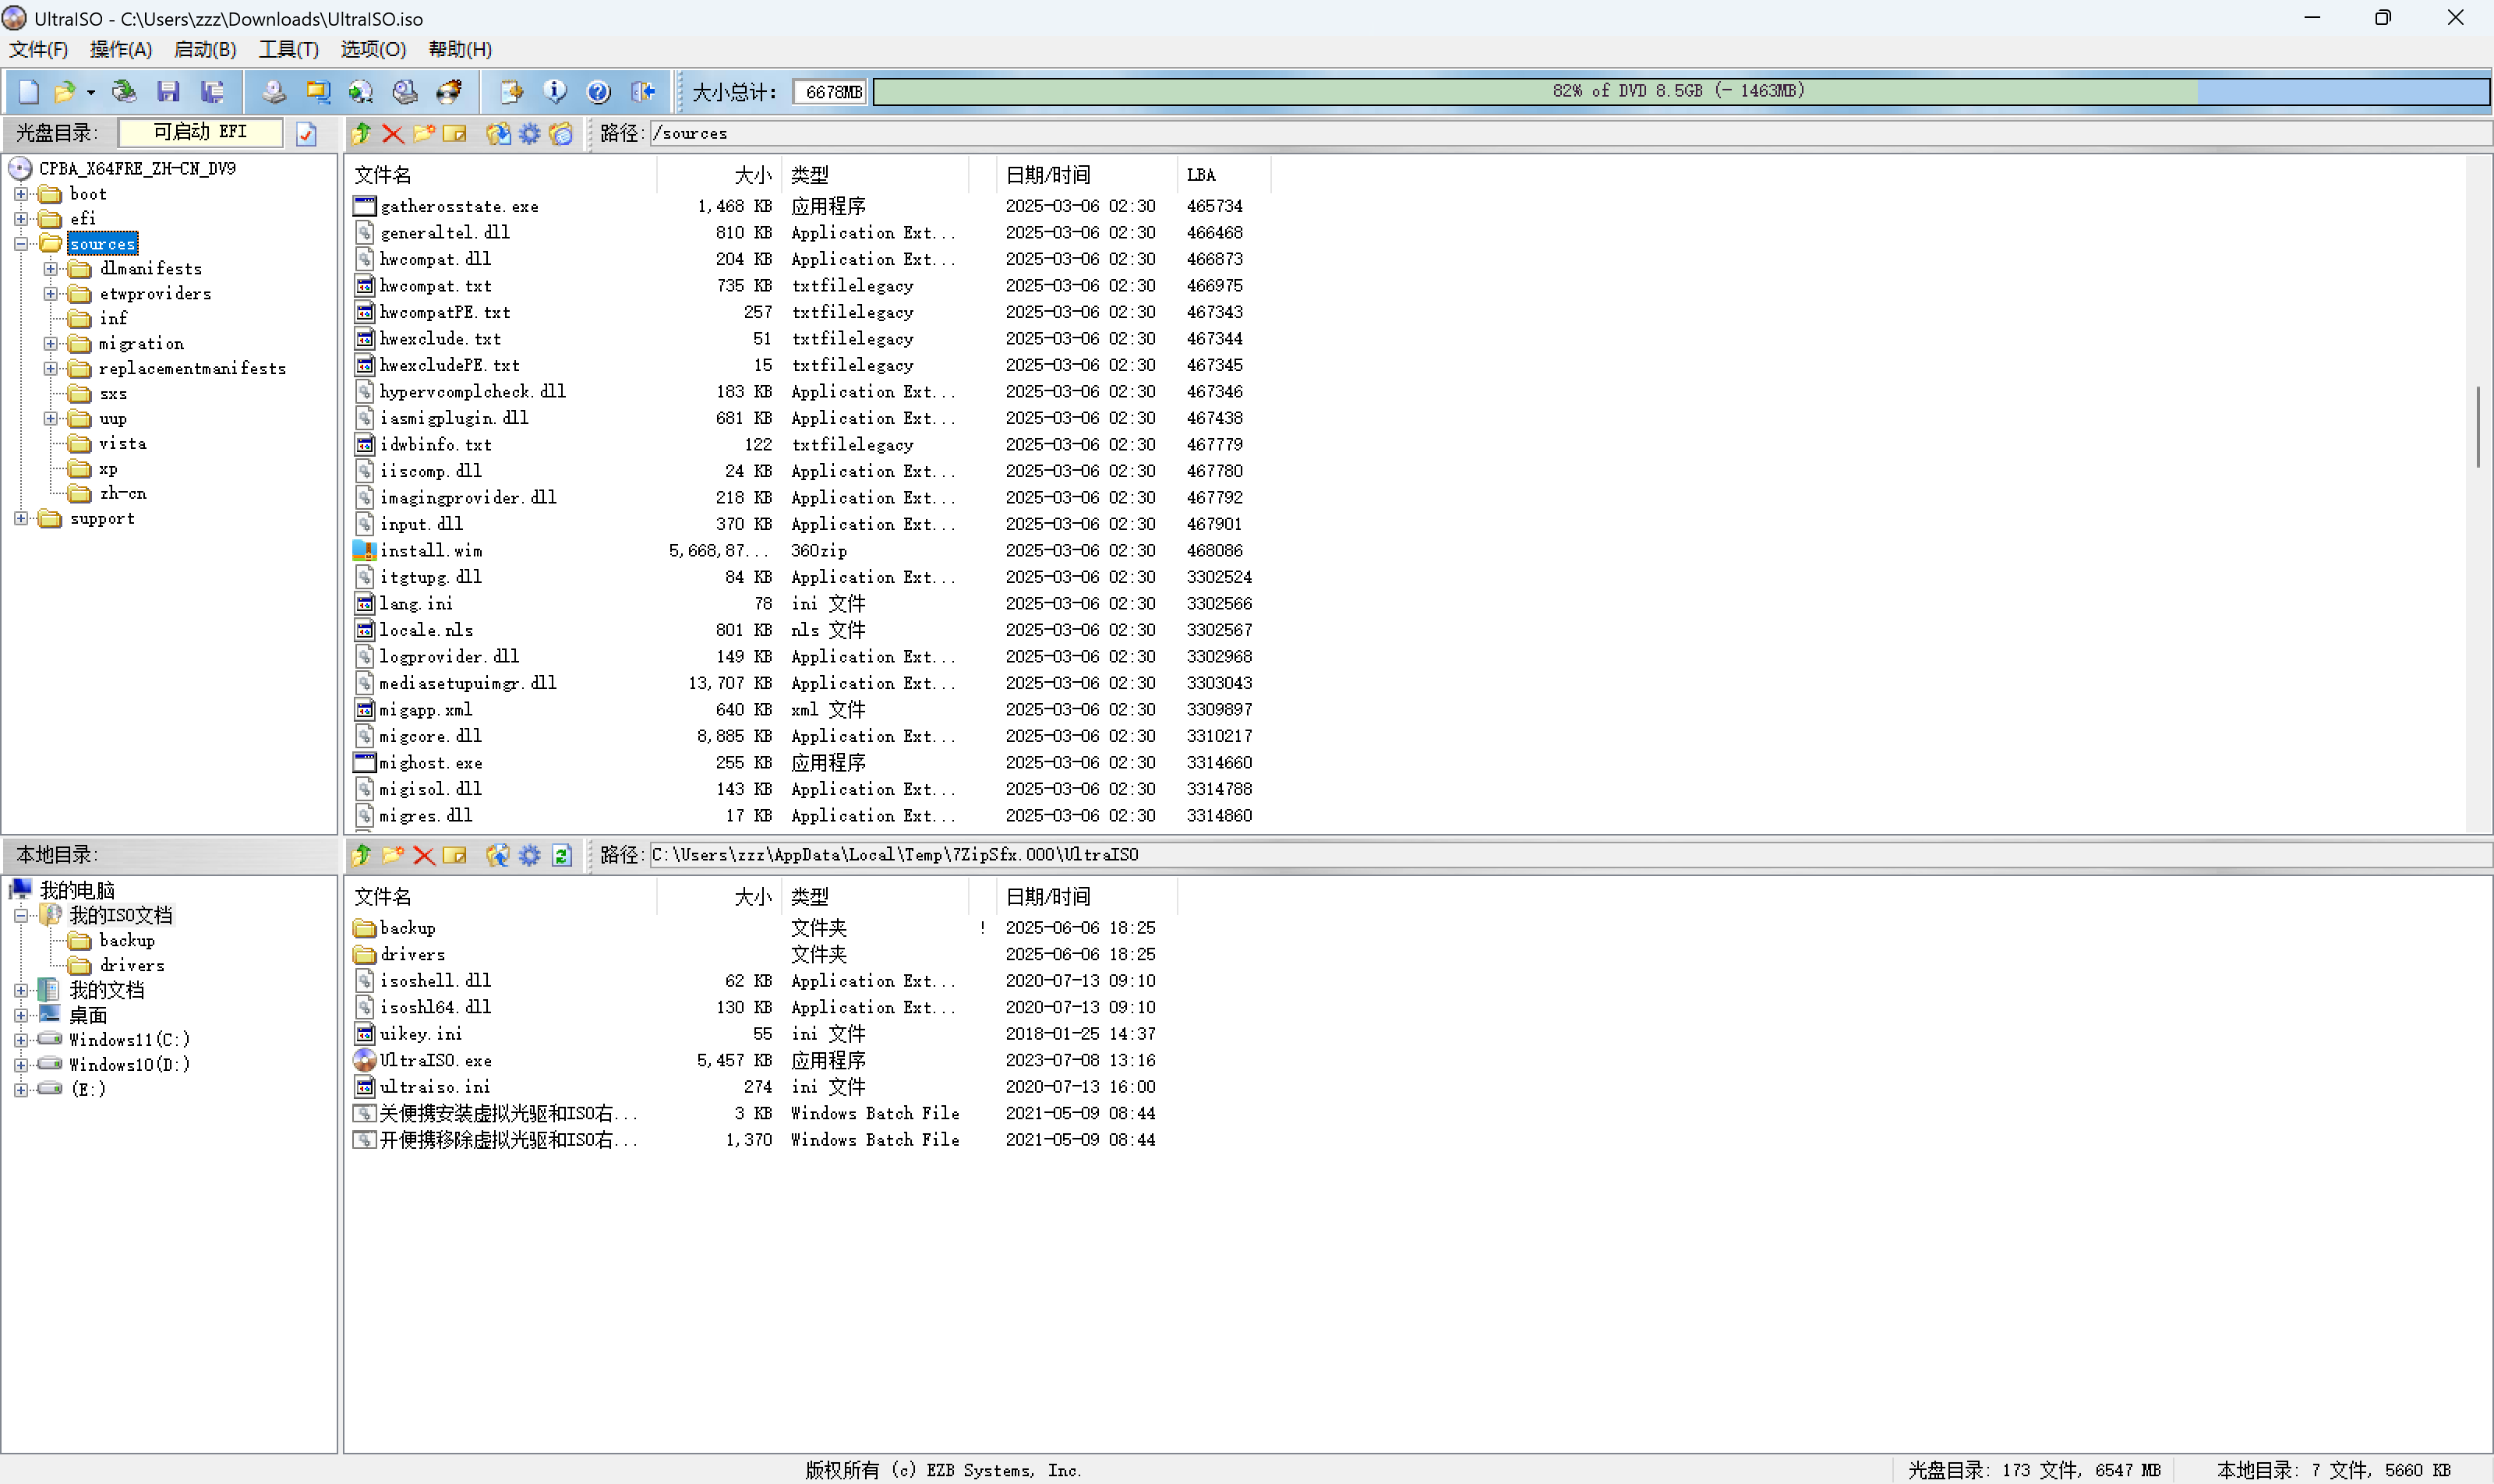 UltraISO - C:\Users\zzz\Downloads\UltraISO.iso
文件(F) 操作(A) 启动(B) 工具(T) 选项(O) 帮助(H)
大小总计: 6678MB 82% of DVD 8.5GB (- 1463MB)
光盘目录: 可启动 EFI 路径: /sources
CPBA_X64FRE_ZH-CN_DV9
boot
efi
sources
dlmanifests
etwproviders
inf
migration
replacementmanifests
sxs
uup
vista
xp
zh-cn
support
文件名 大小 类型 日期/时间 LBA
gatherosstate.exe 1,468 KB 应用程序 2025-03-06 02:30 465734
generaltel.dll 810 KB Application Ext... 2025-03-06 02:30 466468
hwcompat.dll 204 KB Application Ext... 2025-03-06 02:30 466873
hwcompat.txt 735 KB txtfilelegacy 2025-03-06 02:30 466975
hwcompatPE.txt 257 txtfilelegacy 2025-03-06 02:30 467343
hwexclude.txt 51 txtfilelegacy 2025-03-06 02:30 467344
hwexcludePE.txt 15 txtfilelegacy 2025-03-06 02:30 467345
hypervcomplcheck.dll 183 KB Application Ext... 2025-03-06 02:30 467346
iasmigplugin.dll 681 KB Application Ext... 2025-03-06 02:30 467438
idwbinfo.txt 122 txtfilelegacy 2025-03-06 02:30 467779
iiscomp.dll 24 KB Application Ext... 2025-03-06 02:30 467780
imagingprovider.dll 218 KB Application Ext... 2025-03-06 02:30 467792
input.dll 370 KB Application Ext... 2025-03-06 02:30 467901
install.wim 5,668,87... 360zip 2025-03-06 02:30 468086
itgtupg.dll 84 KB Application Ext... 2025-03-06 02:30 3302524
lang.ini 78 ini 文件 2025-03-06 02:30 3302566
locale.nls 801 KB nls 文件 2025-03-06 02:30 3302567
logprovider.dll 149 KB Application Ext... 2025-03-06 02:30 3302968
mediasetupuimgr.dll 13,707 KB Application Ext... 2025-03-06 02:30 3303043
migapp.xml 640 KB xml 文件 2025-03-06 02:30 3309897
migcore.dll 8,885 KB Application Ext... 2025-03-06 02:30 3310217
mighost.exe 255 KB 应用程序 2025-03-06 02:30 3314660
migisol.dll 143 KB Application Ext... 2025-03-06 02:30 3314788
migres.dll 17 KB Application Ext... 2025-03-06 02:30 3314860
本地目录: 路径: C:\Users\zzz\AppData\Local\Temp\7ZipSfx.000\UltraISO
我的电脑
我的ISO文档
backup
drivers
我的文档
桌面
Windows11(C:)
Windows10(D:)
(E:)
文件名 大小 类型 日期/时间
backup 文件夹 ! 2025-06-06 18:25
drivers 文件夹 2025-06-06 18:25
isoshell.dll 62 KB Application Ext... 2020-07-13 09:10
isoshl64.dll 130 KB Application Ext... 2020-07-13 09:10
uikey.ini 55 ini 文件 2018-01-25 14:37
UltraISO.exe 5,457 KB 应用程序 2023-07-08 13:16
ultraiso.ini 274 ini 文件 2020-07-13 16:00
关便携安装虚拟光驱和ISO右... 3 KB Windows Batch File 2021-05-09 08:44
开便携移除虚拟光驱和ISO右... 1,370 Windows Batch File 2021-05-09 08:44
版权所有 (c) EZB Systems, Inc. 光盘目录: 173 文件, 6547 MB 本地目录: 7 文件, 5660 KB